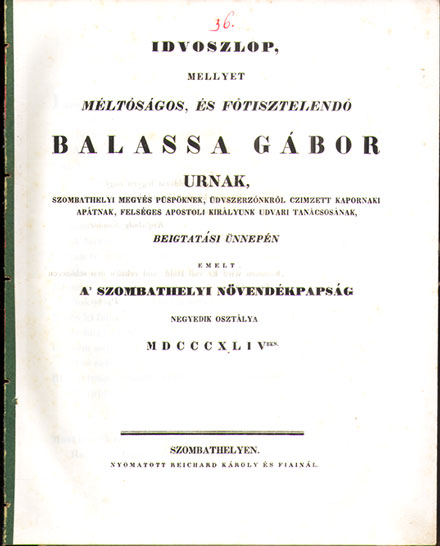 36.
IDVOSZLOP,
MELLYET
MÉLTÓSÁGOS, ÉS FŐTISZTELENDŐ
BALASSA GÁBOR
URNAK,
SZOMBATHELYI MEGYÉS PÜSPÖKNEK, ÜDVSZERZŐNKRŐL CZIMZETT KAPORNAKI
APÁTNAK, FELSÉGES APOSTOLI KIRÁLYUNK UDVARI TANÁCSOSÁNAK,
BEIGTATÁSI ÜNNEPÉN
EMELT
A' SZOMBATHELYI NÖVENDÉKPAPSÁG
NEGYEDIK OSZTÁLYA
MDCCCXLIVBEN.
SZOMBATHELYEN.
NYOMATOTT REICHARD KÁROLY ÉS FIAINÁL.